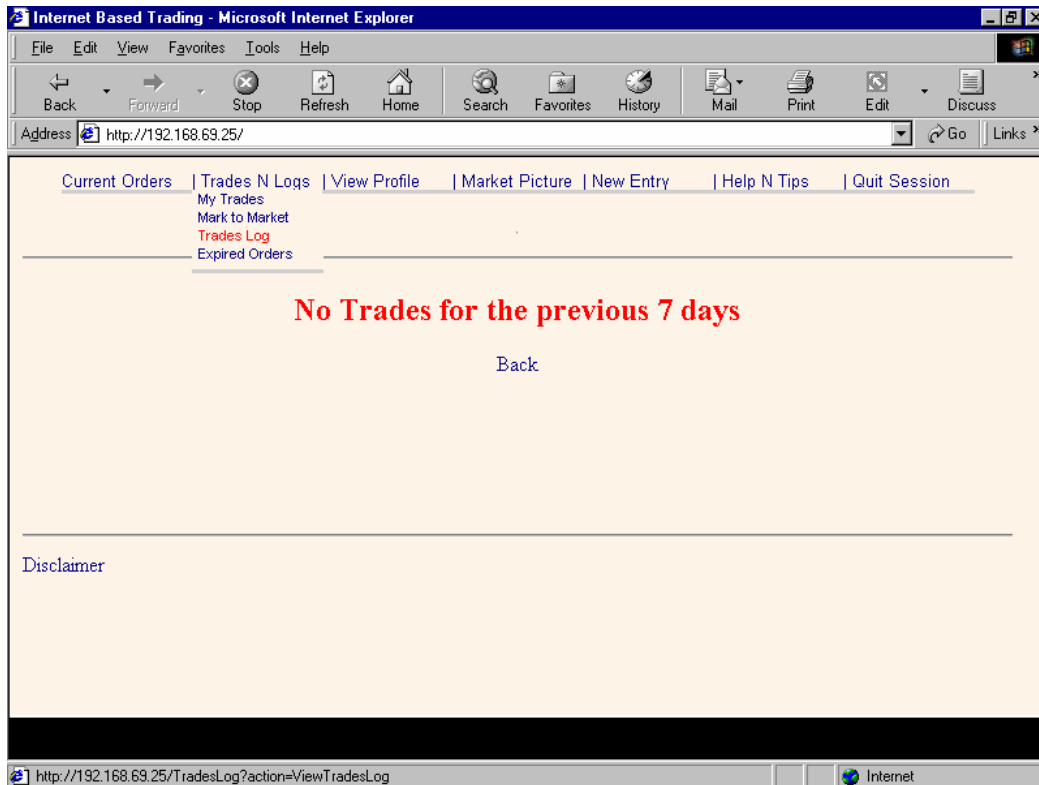 Internet Based Trading - Microsoft Internet Explorer
File Edit View Favorites Tools Help
Back Forward Stop Refresh Home Search Favorites History Mail Print Edit Discuss
Address http://192.168.69.25/ Go Links
Current Orders | Trades N Logs | View Profile | Market Picture | New Entry | Help N Tips | Quit Session
My Trades
Mark to Market
Trades Log
Expired Orders
No Trades for the previous 7 days
Back
Disclaimer
http://192.168.69.25/TradesLog?action=ViewTradesLog Internet